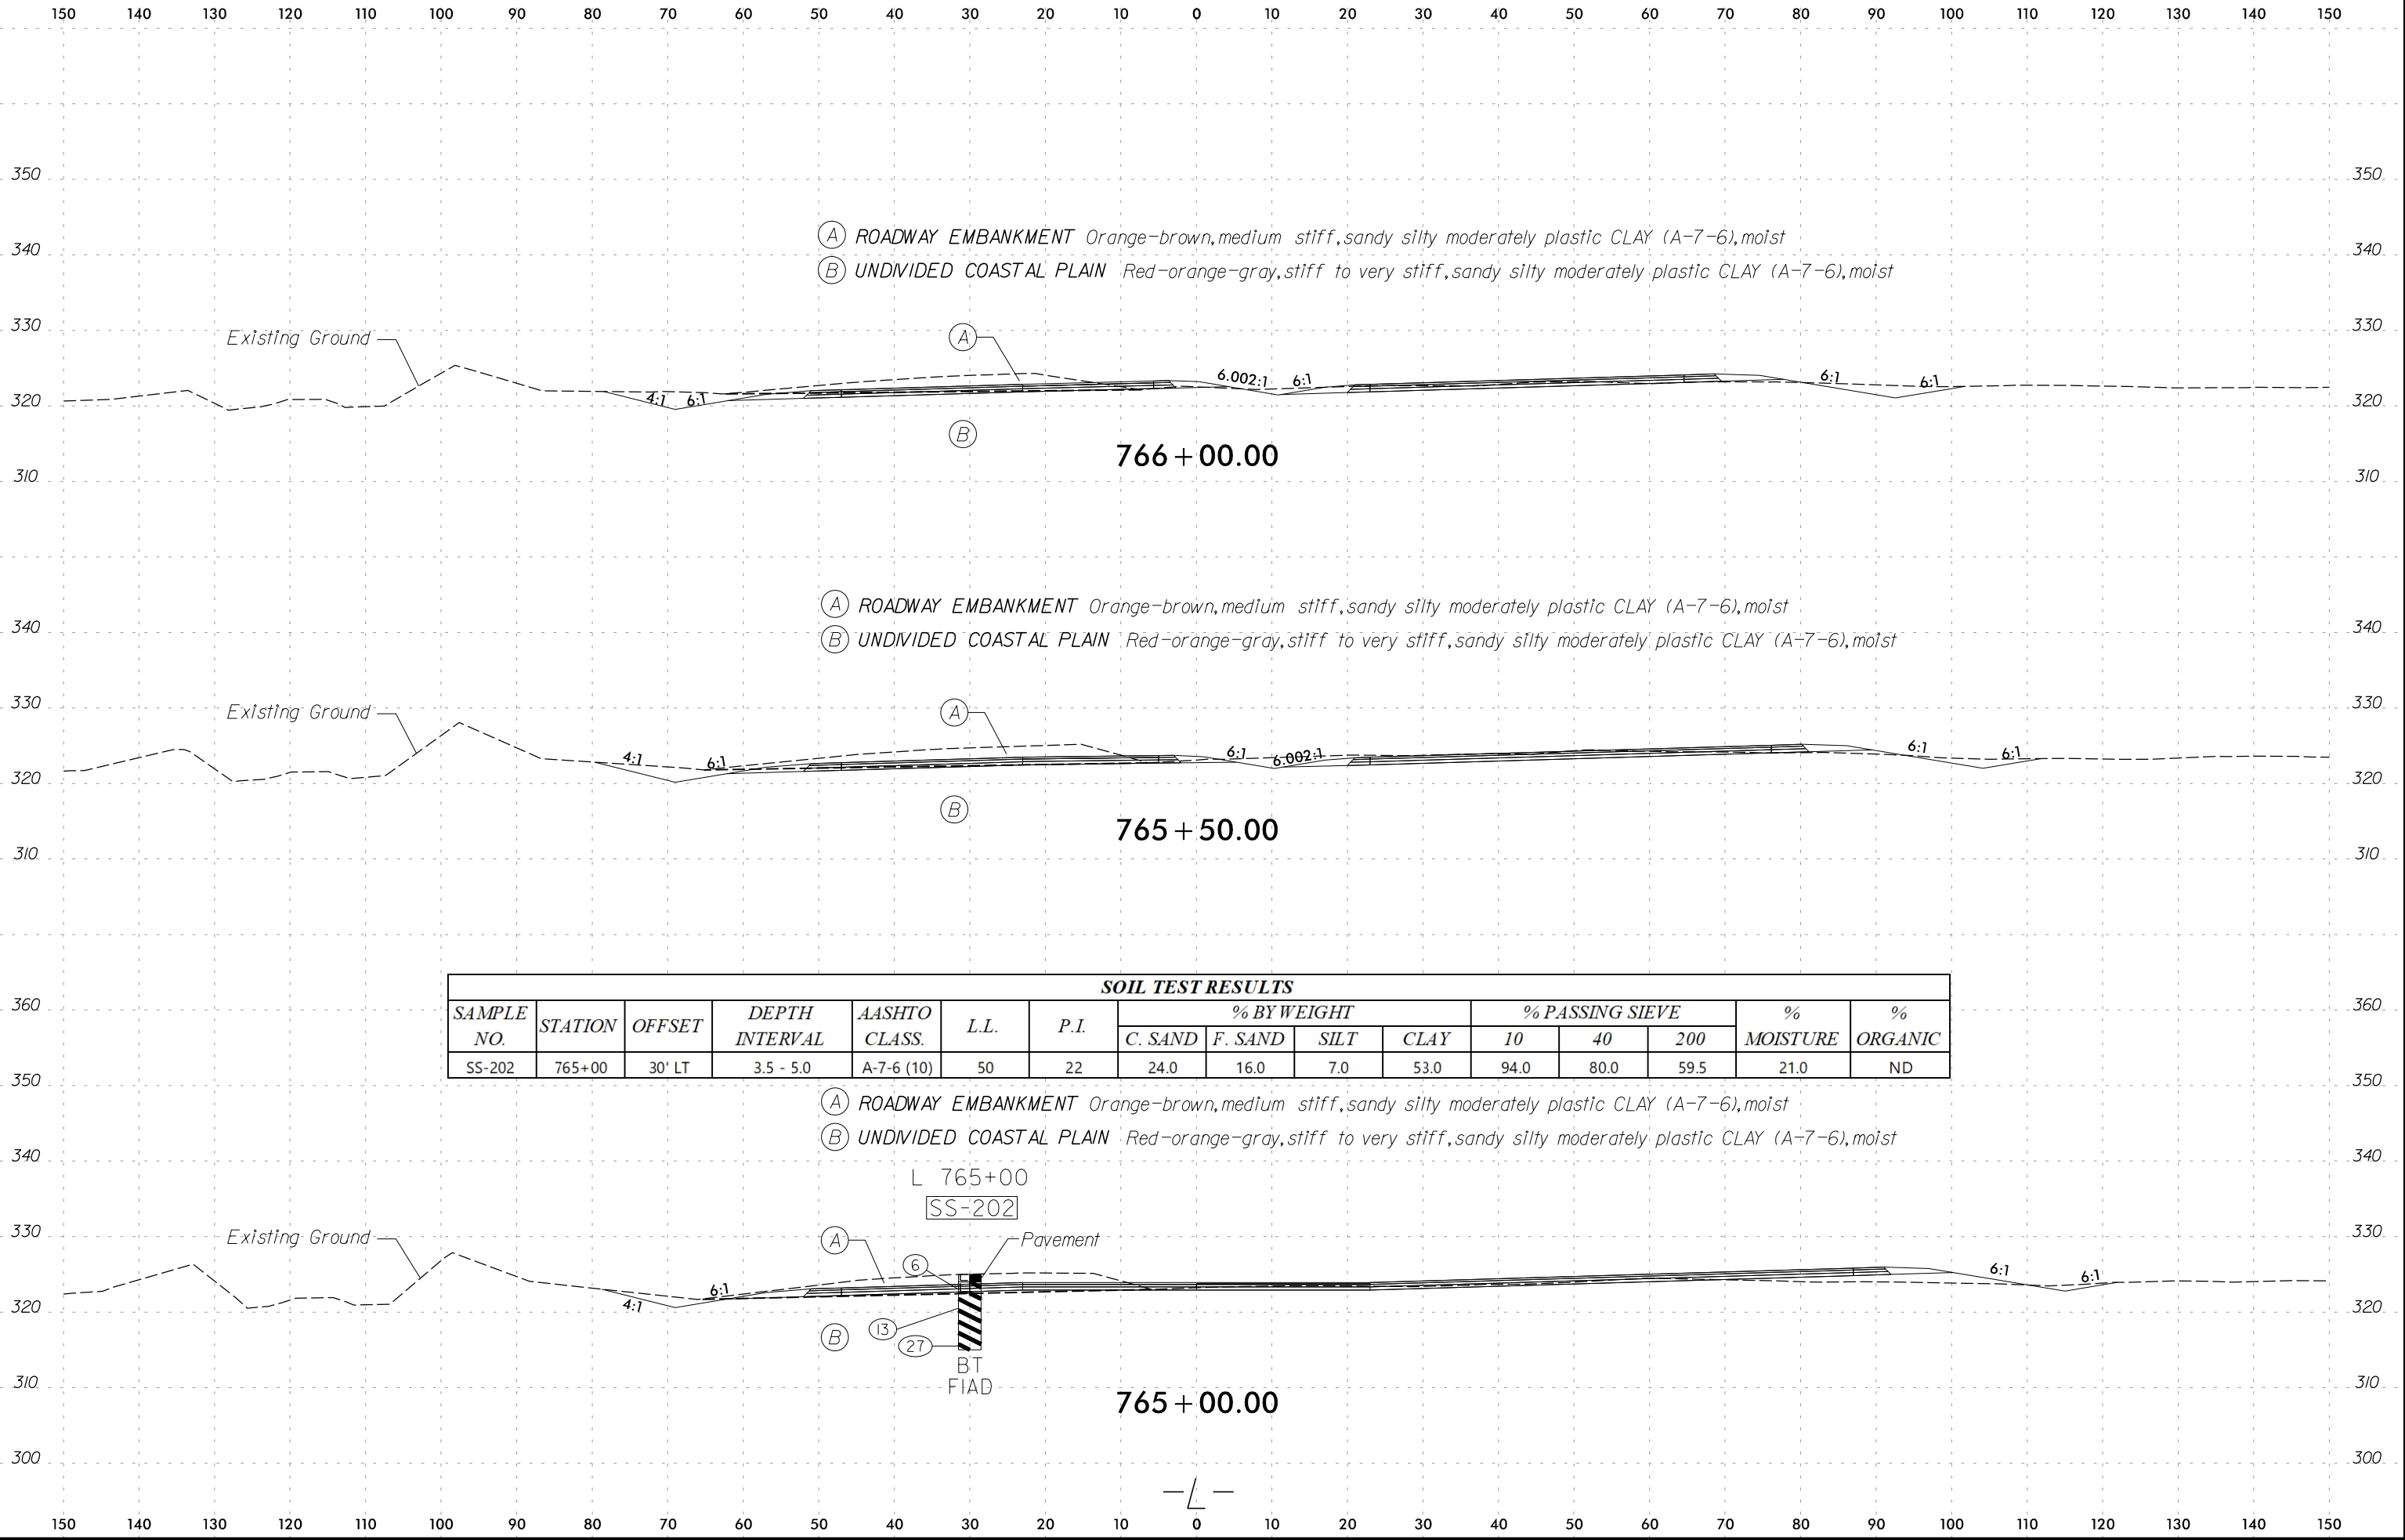 150 140 130 120 110 100 90 80 70 60 50 40 30 20 10 0 10 20 30 40 50 60 70 80 90 100 110 120 130 140 150
350 350
Ⓐ ROADWAY EMBANKMENT Orange-brown, medium stiff, sandy silty moderately plastic CLAY (A-7-6), moist
340 340
Ⓑ UNDIVIDED COASTAL PLAIN Red-orange-gray, stiff to very stiff, sandy silty moderately plastic CLAY (A-7-6), moist
330 330
Existing Ground A
6.002:1 6:1 6:1 6:1
320 4:1 6:1 320
B
766+00.00
310 310
Ⓐ ROADWAY EMBANKMENT Orange-brown, medium stiff, sandy silty moderately plastic CLAY (A-7-6), moist
340 340
Ⓑ UNDIVIDED COASTAL PLAIN Red-orange-gray, stiff to very stiff, sandy silty moderately plastic CLAY (A-7-6), moist
330 330
Existing Ground A
4:1 6:1 6:1 6.002:1 6:1 6:1
320 320
B
765+50.00
310 310
SOIL TEST RESULTS
360 360
SAMPLE NO. STATION OFFSET DEPTH INTERVAL AASHTO CLASS. L.L. P.I. % BY WEIGHT % PASSING SIEVE % MOISTURE % ORGANIC
C. SAND F. SAND SILT CLAY 10 40 200
SS-202 765+00 30' LT 3.5 - 5.0 A-7-6 (10) 50 22 24.0 16.0 7.0 53.0 94.0 80.0 59.5 21.0 ND
350 350
Ⓐ ROADWAY EMBANKMENT Orange-brown, medium stiff, sandy silty moderately plastic CLAY (A-7-6), moist
Ⓑ UNDIVIDED COASTAL PLAIN Red-orange-gray, stiff to very stiff, sandy silty moderately plastic CLAY (A-7-6), moist
340 340
L 765+00
SS-202
330 330
Existing Ground A Pavement
6
6:1 6:1 6:1
320 4:1 320
13
B 27
BT
FIAD
310 310
765+00.00
300 300
-L-
150 140 130 120 110 100 90 80 70 60 50 40 30 20 10 0 10 20 30 40 50 60 70 80 90 100 110 120 130 140 150